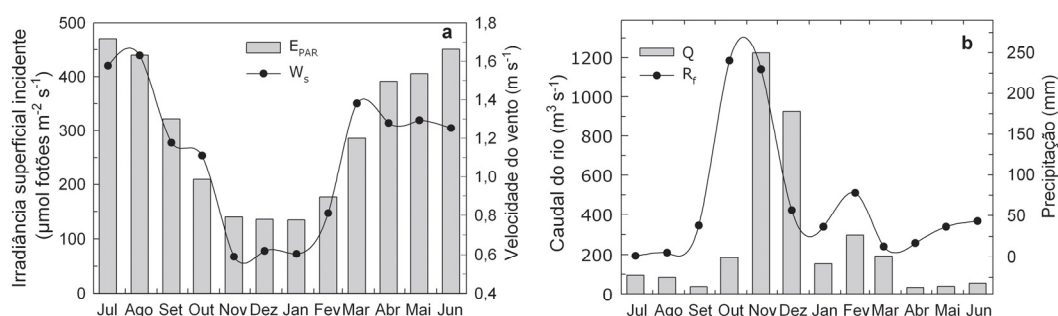 a
E_PAR
W_s
Irradiância superficial incidente
(µmol fotões m⁻² s⁻¹)
500
400
300
200
150
100
50
0
Velocidade do vento (m s⁻¹)
1,8
1,6
1,4
1,2
1,0
0,8
0,6
0,4
Jul Ago Set Out Nov Dez Jan Fev Mar Abr Mai Jun
b
Q
R_f
Caudal do rio (m³ s⁻¹)
1200
1000
800
600
400
200
0
Precipitação (mm)
250
200
150
100
50
0
Jul Ago Set Out Nov Dez Jan Fev Mar Abr Mai Jun